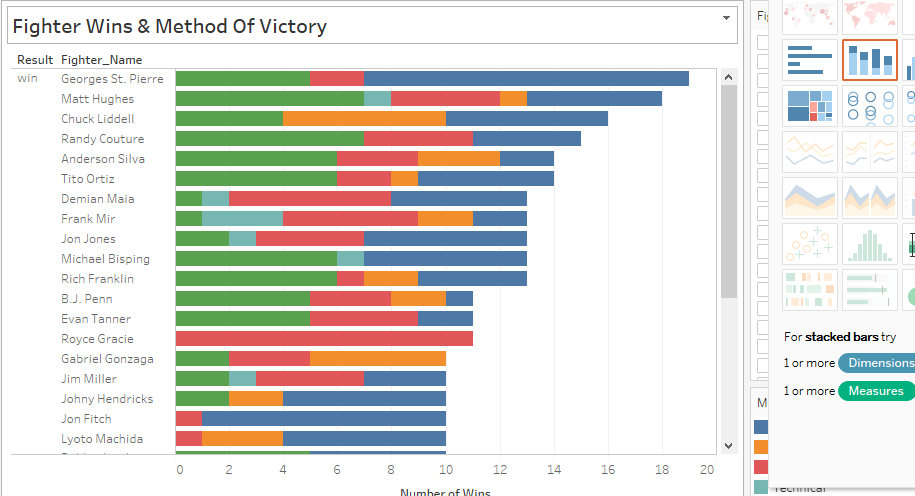 Fighter Wins & Method Of Victory
Result Fighter_Name
win Georges St. Pierre
Matt Hughes
Chuck Liddell
Randy Couture
Anderson Silva
Tito Ortiz
Demian Maia
Frank Mir
Jon Jones
Michael Bisping
Rich Franklin
B.J. Penn
Evan Tanner
Royce Gracie
Gabriel Gonzaga
Jim Miller
Johny Hendricks
Jon Fitch
Lyoto Machida
0 2 4 6 8 10 12 14 16 18 20
Number of Wins
For stacked bars try
1 or more Dimensions
1 or more Measures
Technical